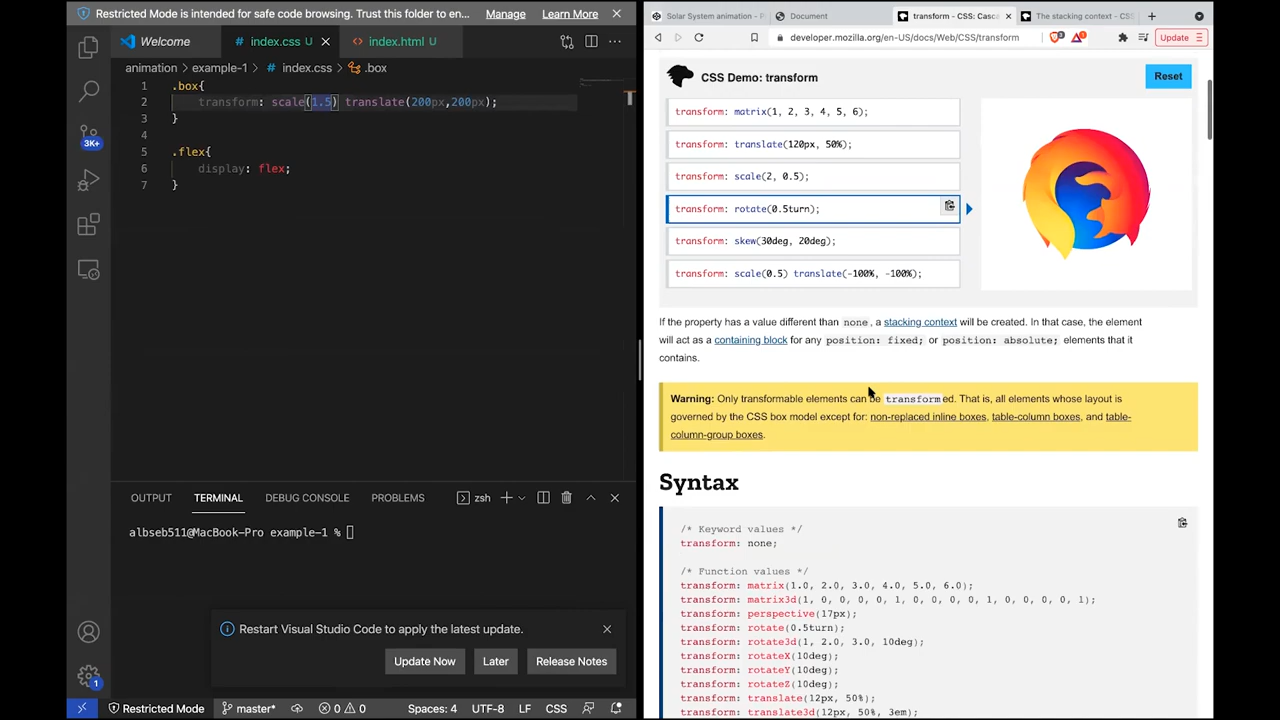 Restricted Mode is intended for safe code browsing. Trust this folder to en... Manage Learn More
Welcome
index.css U
index.html U
animation > example-1 > # index.css > .box
1 .box{
2 transform: scale(1.5) translate(200px,200px);
3 }
4
5 .flex{
6 display: flex;
7 }
3K+
OUTPUT TERMINAL DEBUG CONSOLE PROBLEMS
zsh
albseb511@MacBook-Pro example-1 %
Restart Visual Studio Code to apply the latest update.
Update Now Later Release Notes
1
Restricted Mode master* 0 0 Spaces: 4 UTF-8 LF CSS
Solar System animation - P
Document
transform - CSS: Casca
The stacking context - CSS
developer.mozilla.org/en-US/docs/Web/CSS/transform
Update
CSS Demo: transform
Reset
transform: matrix(1, 2, 3, 4, 5, 6);
transform: translate(120px, 50%);
transform: scale(2, 0.5);
transform: rotate(0.5turn);
transform: skew(30deg, 20deg);
transform: scale(0.5) translate(-100%, -100%);
If the property has a value different than none, a stacking context will be created. In that case, the element
will act as a containing block for any position: fixed; or position: absolute; elements that it
contains.
Warning: Only transformable elements can be transformed. That is, all elements whose layout is
governed by the CSS box model except for: non-replaced inline boxes, table-column boxes, and table-
column-group boxes.
Syntax
/* Keyword values */
transform: none;
/* Function values */
transform: matrix(1.0, 2.0, 3.0, 4.0, 5.0, 6.0);
transform: matrix3d(1, 0, 0, 0, 0, 1, 0, 0, 0, 0, 1, 0, 0, 0, 0, 1);
transform: perspective(17px);
transform: rotate(0.5turn);
transform: rotate3d(1, 2.0, 3.0, 10deg);
transform: rotateX(10deg);
transform: rotateY(10deg);
transform: rotateZ(10deg);
transform: translate(12px, 50%);
transform: translate3d(12px, 50%, 3em);